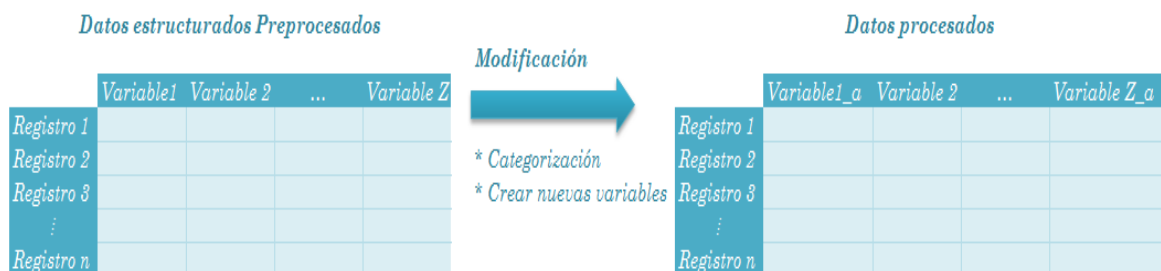 Datos estructurados Preprocesados
Modificación
Datos procesados
Variable1 Variable 2 ... Variable Z
Registro 1
Registro 2
Registro 3
⋮
Registro n
* Categorización
* Crear nuevas variables
Variable1_a Variable 2 ... Variable Z_a
Registro 1
Registro 2
Registro 3
⋮
Registro n